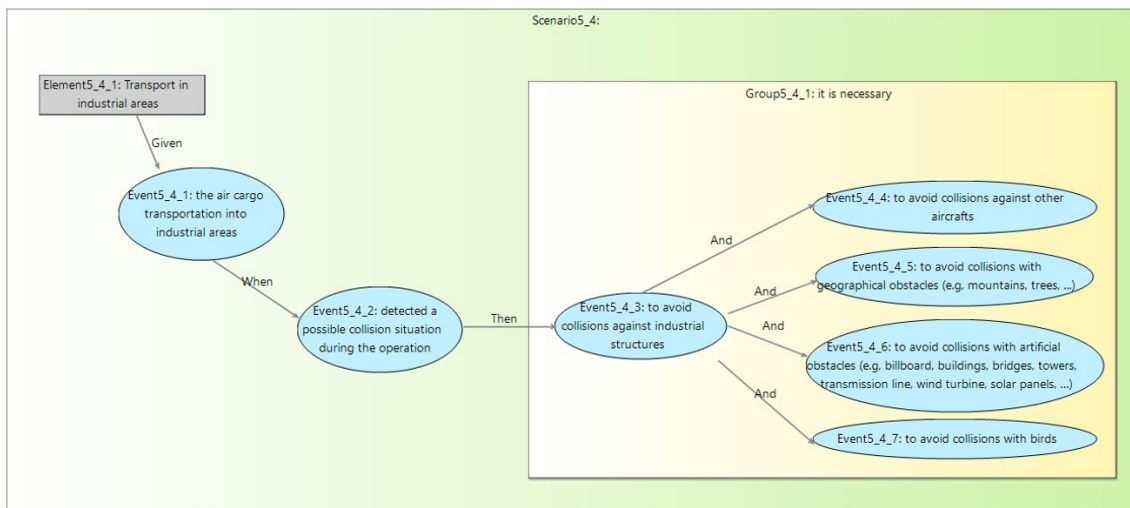 Scenario5_4:
Element5_4_1: Transport in
industrial areas
Given
Event5_4_1: the air cargo
transportation into
industrial areas
When
Event5_4_2: detected a
possible collision situation
during the operation
Then
Group5_4_1: it is necessary
Event5_4_3: to avoid
collisions against industrial
structures
And
Event5_4_4: to avoid collisions against other
aircrafts
And
Event5_4_5: to avoid collisions with
geographical obstacles (e.g. mountains, trees, ...)
And
Event5_4_6: to avoid collisions with artificial
obstacles (e.g, billboard, buildings, bridges, towers,
transmission line, wind turbine, solar panels, ...)
And
Event5_4_7: to avoid collisions with birds